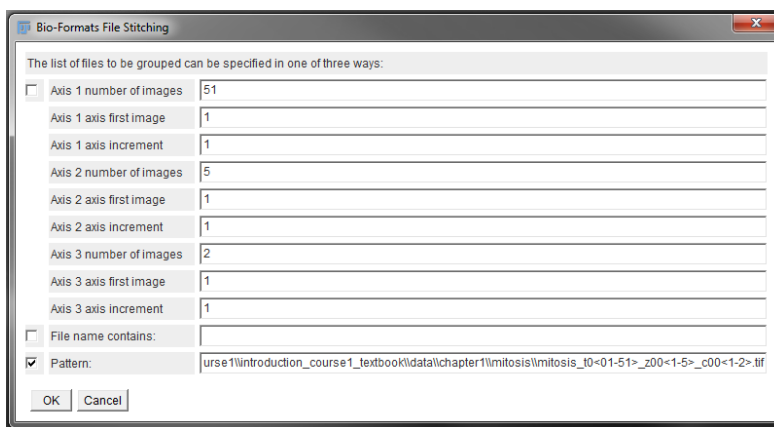 Bio-Formats File Stitching
The list of files to be grouped can be specified in one of three ways:
Axis 1 number of images 51
Axis 1 axis first image 1
Axis 1 axis increment 1
Axis 2 number of images 5
Axis 2 axis first image 1
Axis 2 axis increment 1
Axis 3 number of images 2
Axis 3 axis first image 1
Axis 3 axis increment 1
File name contains:
Pattern: urse1\\introduction_course1_textbook\\data\\chapter1\\mitosis\\mitosis_t0<01-51>_z00<1-5>_c00<1-2>.tif
OK Cancel